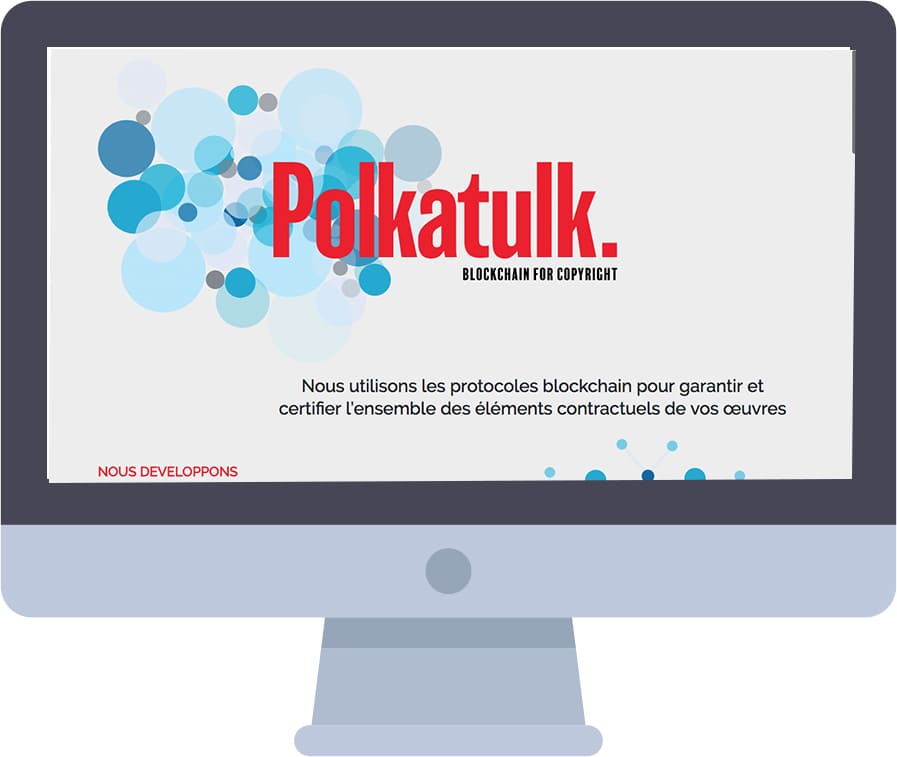 Polkatulk.
BLOCKCHAIN FOR COPYRIGHT
Nous utilisons les protocoles blockchain pour garantir et
certifier l'ensemble des éléments contractuels de vos œuvres
NOUS DEVELOPPONS